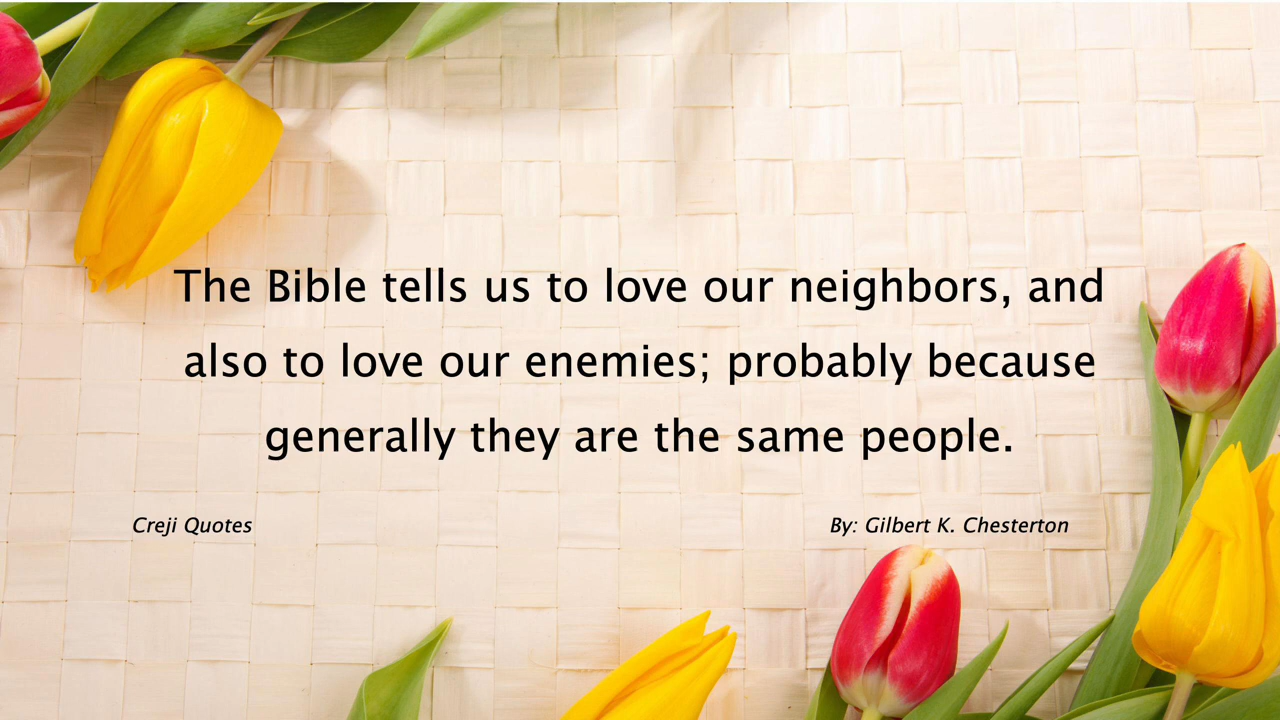 The Bible tells us to love our neighbors, and
also to love our enemies; probably because
generally they are the same people.
Creji Quotes
By: Gilbert K. Chesterton